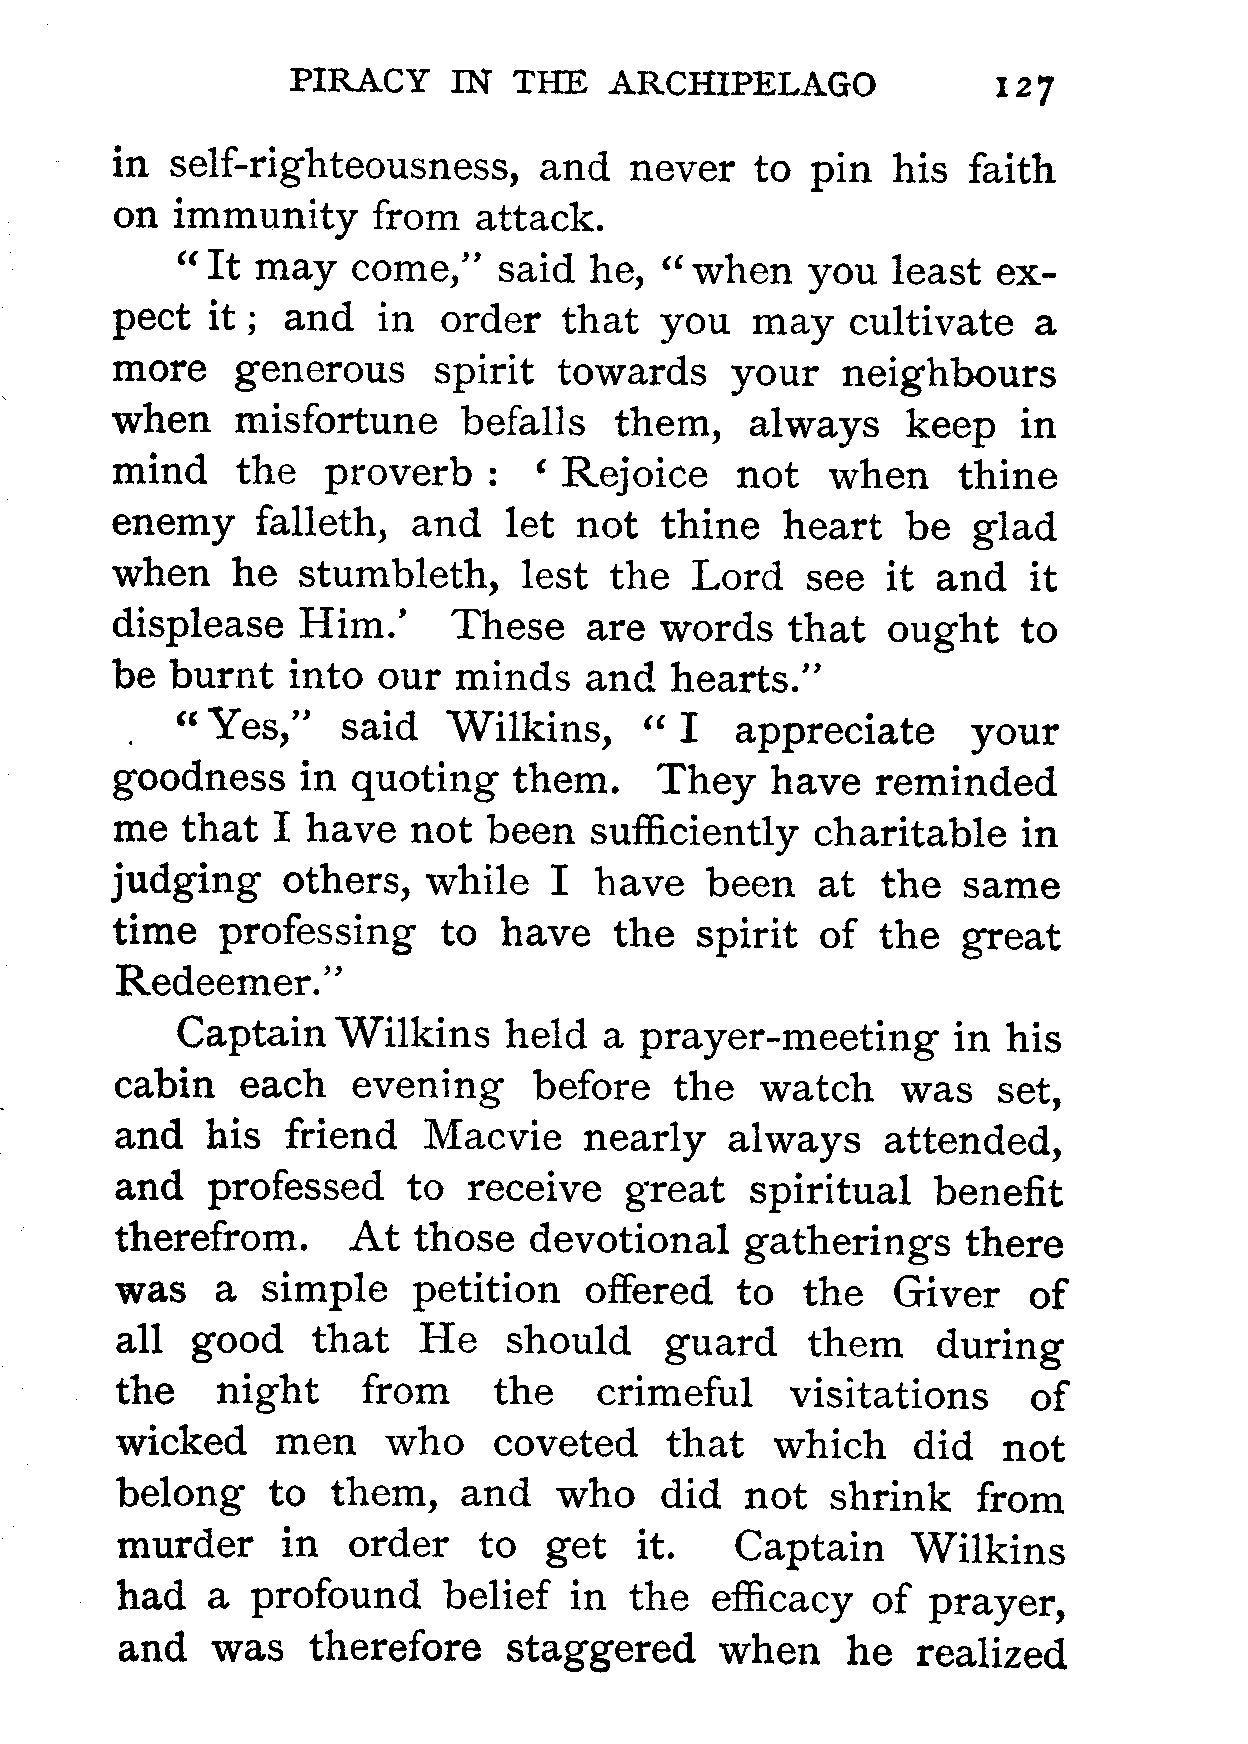 PIRACY IN THE ARCHIPELAGO 127
in self-righteousness, and never to pin his faith
on immunity from attack.
“It may come,” said he, “when you least ex-
pect it; and in order that you may cultivate a
more generous spirit towards your neighbours
when misfortune befalls them, always keep in
mind the proverb: ‘Rejoice not when thine
enemy falleth, and let not thine heart be glad
when he stumbleth, lest the Lord see it and it
displease Him.’ These are words that ought to
be burnt into our minds and hearts.”
“Yes,” said Wilkins, “I appreciate your
goodness in quoting them. They have reminded
me that I have not been sufficiently charitable in
judging others, while I have been at the same
time professing to have the spirit of the great
Redeemer.”
Captain Wilkins held a prayer-meeting in his
cabin each evening before the watch was set,
and his friend Macvie nearly always attended,
and professed to receive great spiritual benefit
therefrom. At those devotional gatherings there
was a simple petition offered to the Giver of
all good that He should guard them during
the night from the crimeful visitations of
wicked men who coveted that which did not
belong to them, and who did not shrink from
murder in order to get it. Captain Wilkins
had a profound belief in the efficacy of prayer,
and was therefore staggered when he realized